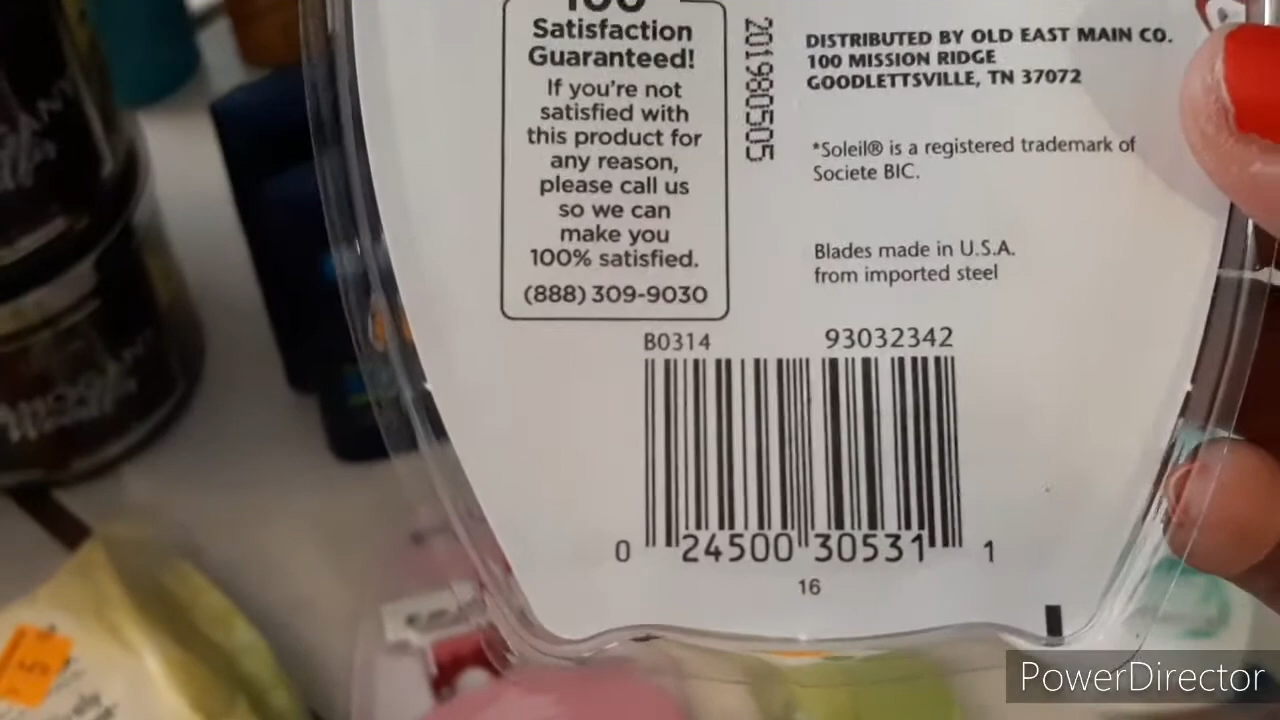 100
Satisfaction
Guaranteed!
If you're not
satisfied with
this product for
any reason,
please call us
so we can
make you
100% satisfied.
(888) 309-9030
20198050S
DISTRIBUTED BY OLD EAST MAIN CO.
100 MISSION RIDGE
GOODLETTSVILLE, TN 37072
*Soleil® is a registered trademark of
Societe BIC.
Blades made in U.S.A.
from imported steel
B0314 93032342
0 24500 30531 1
16
5
PowerDirector